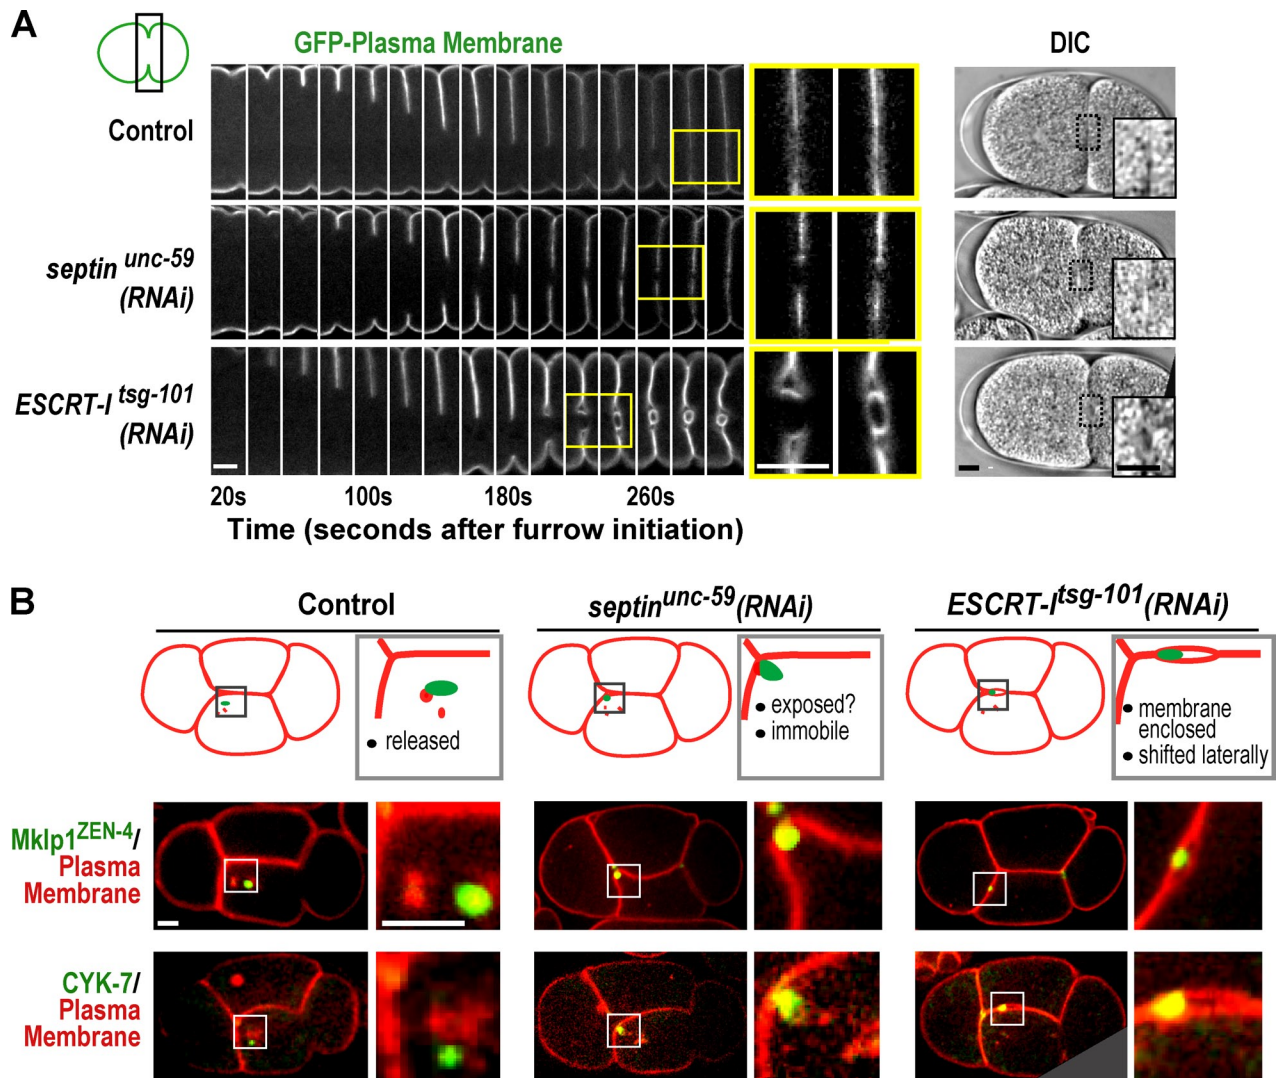 A
GFP-Plasma Membrane
DIC
Control
septin unc-59
(RNAi)
ESCRT-I tsg-101
(RNAi)
20s 100s 180s 260s
Time (seconds after furrow initiation)
B
Control
septin unc-59 (RNAi)
ESCRT-I tsg-101 (RNAi)
• released
• exposed?
• immobile
• membrane
enclosed
• shifted laterally
Mklp1 ZEN-4/
Plasma
Membrane
CYK-7/
Plasma
Membrane